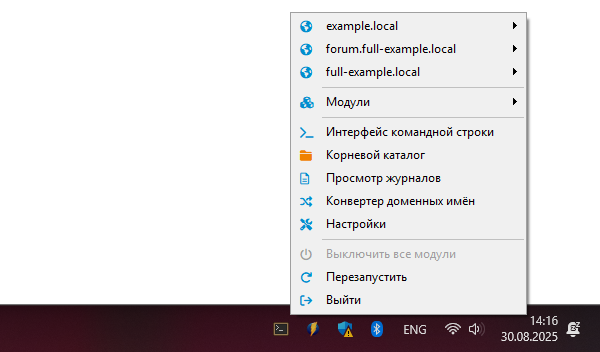 example.local
forum.full-example.local
full-example.local
Модули
Интерфейс командной строки
Корневой каталог
Просмотр журналов
Конвертер доменных имён
Настройки
Выключить все модули
Перезапустить
Выйти
ENG
14:16
30.08.2025